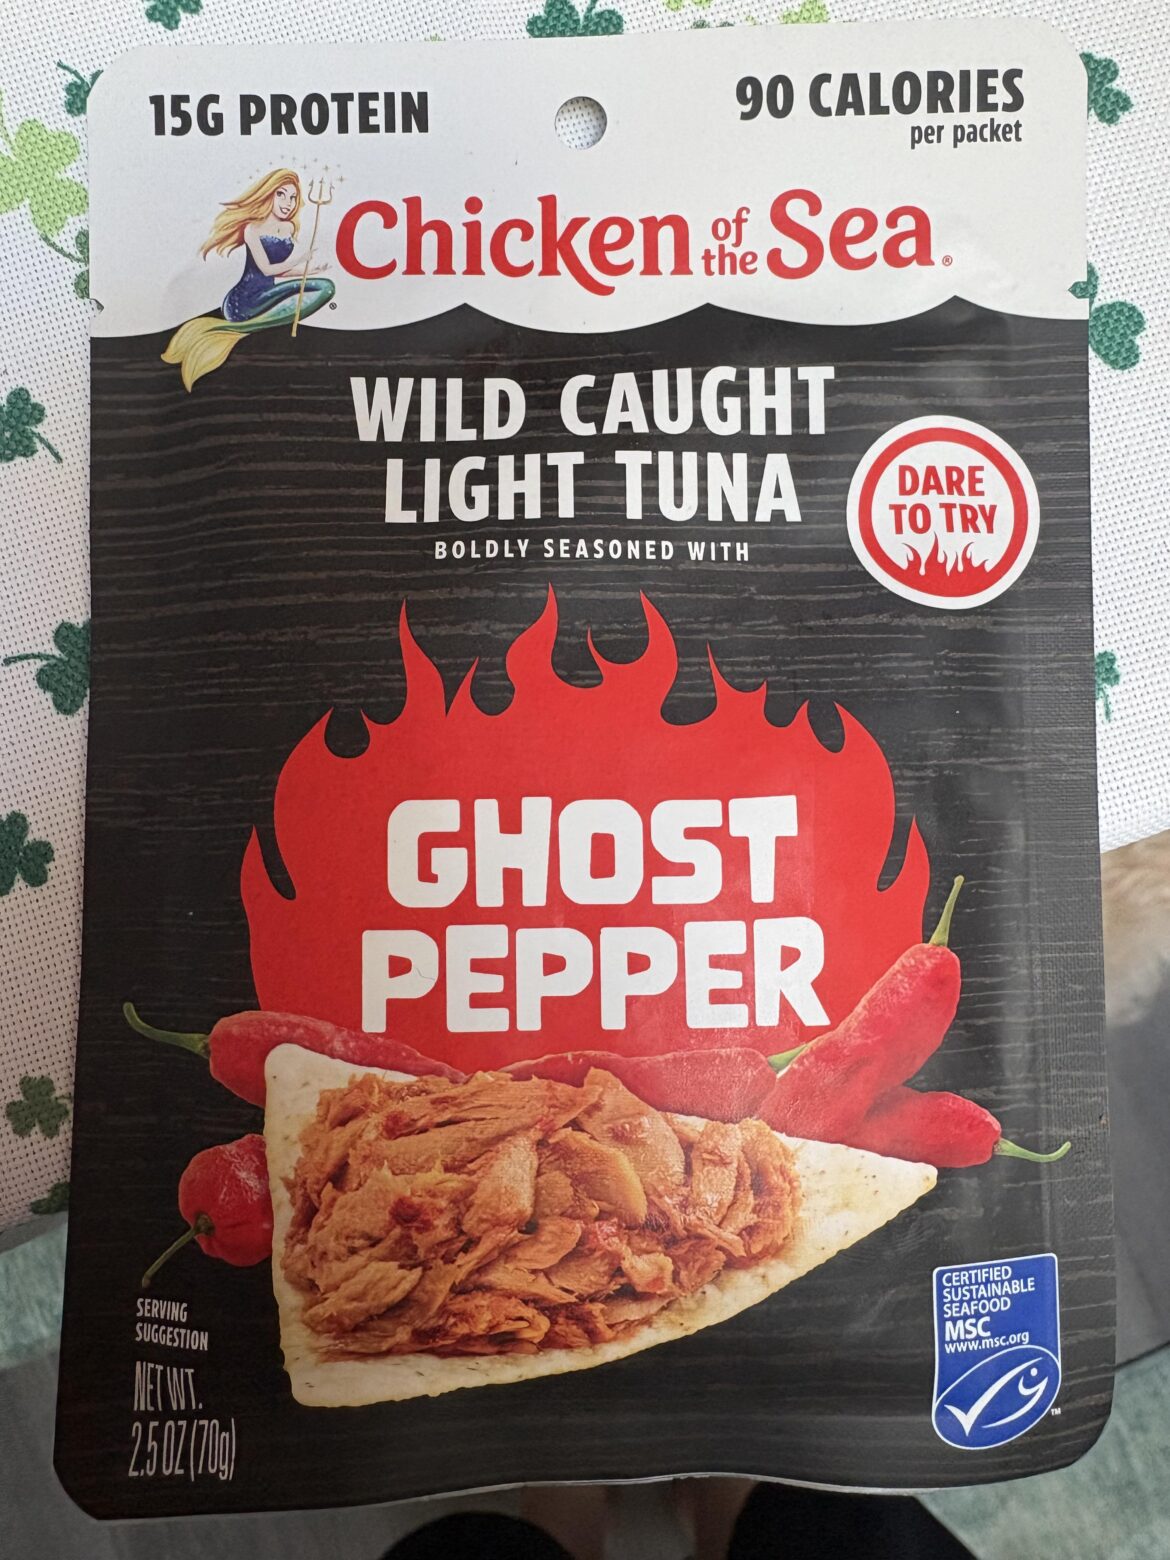 15G PROTEIN
90 CALORIES
per packet
Chicken of the Sea®
®
WILD CAUGHT
LIGHT TUNA
BOLDLY SEASONED WITH
DARE
TO TRY
GHOST
PEPPER
SERVING
SUGGESTION
NET WT.
2.5 OZ (70g)
CERTIFIED
SUSTAINABLE
SEAFOOD
MSC
www.msc.org
TM